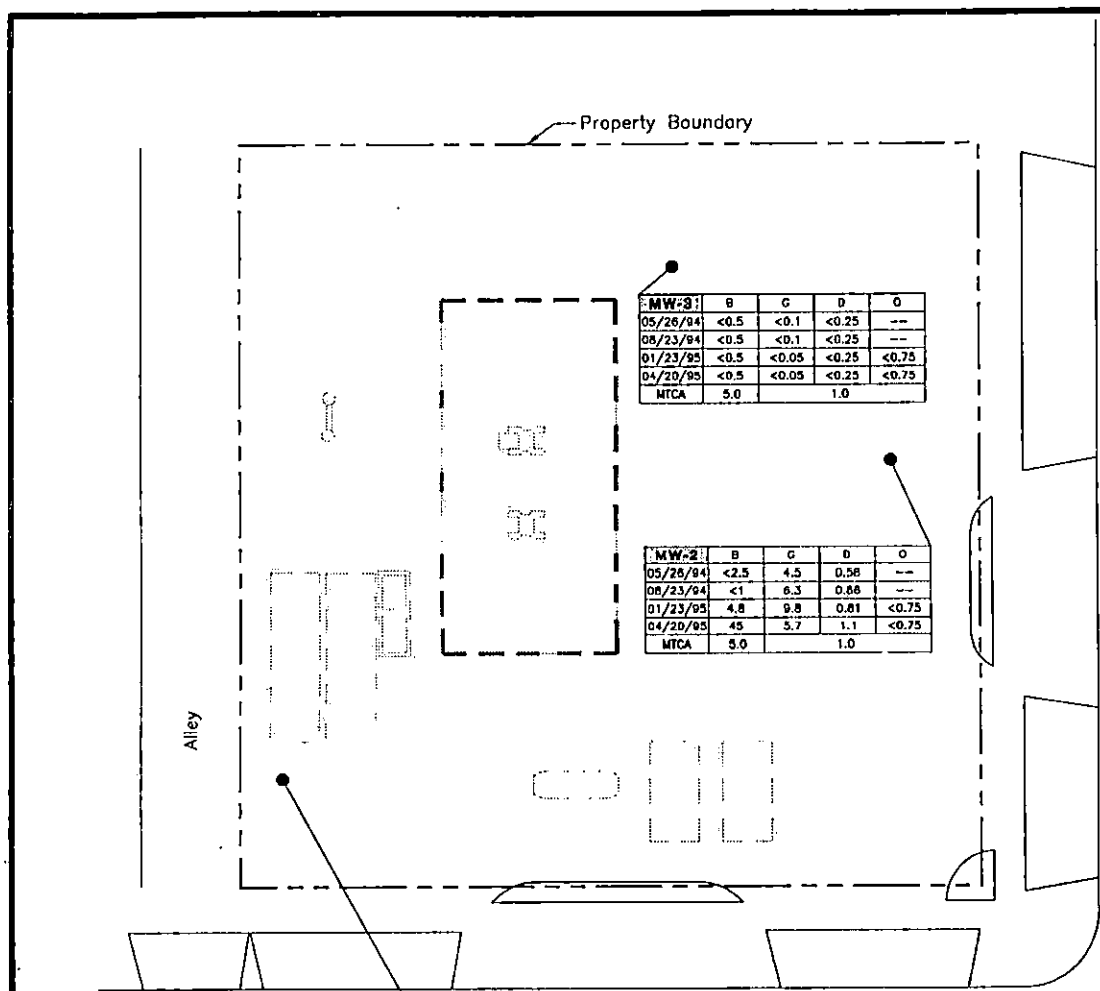 Property Boundary
MW-3 B G D O
05/26/94 <0.5 <0.1 <0.25 --
08/23/94 <0.5 <0.1 <0.25 --
01/23/95 <0.5 <0.05 <0.25 <0.75
04/20/95 <0.5 <0.05 <0.25 <0.75
MTCA 5.0 1.0
MW-2 B G D O
05/26/94 <2.5 4.5 0.58 --
08/23/94 <1 6.3 0.86 --
01/23/95 4.8 9.8 0.81 <0.75
04/20/95 45 5.7 1.1 <0.75
MTCA 5.0 1.0
Alley